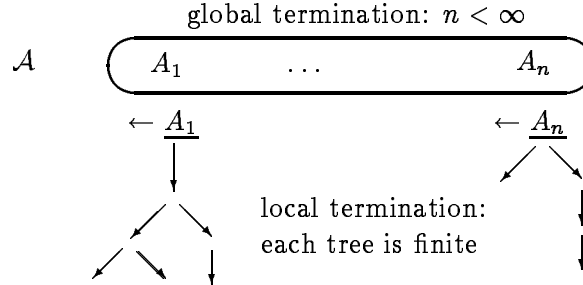 global termination: n < ∞
𝒜 A₁ ... Aₙ
← A₁ ← Aₙ
local termination:
each tree is finite